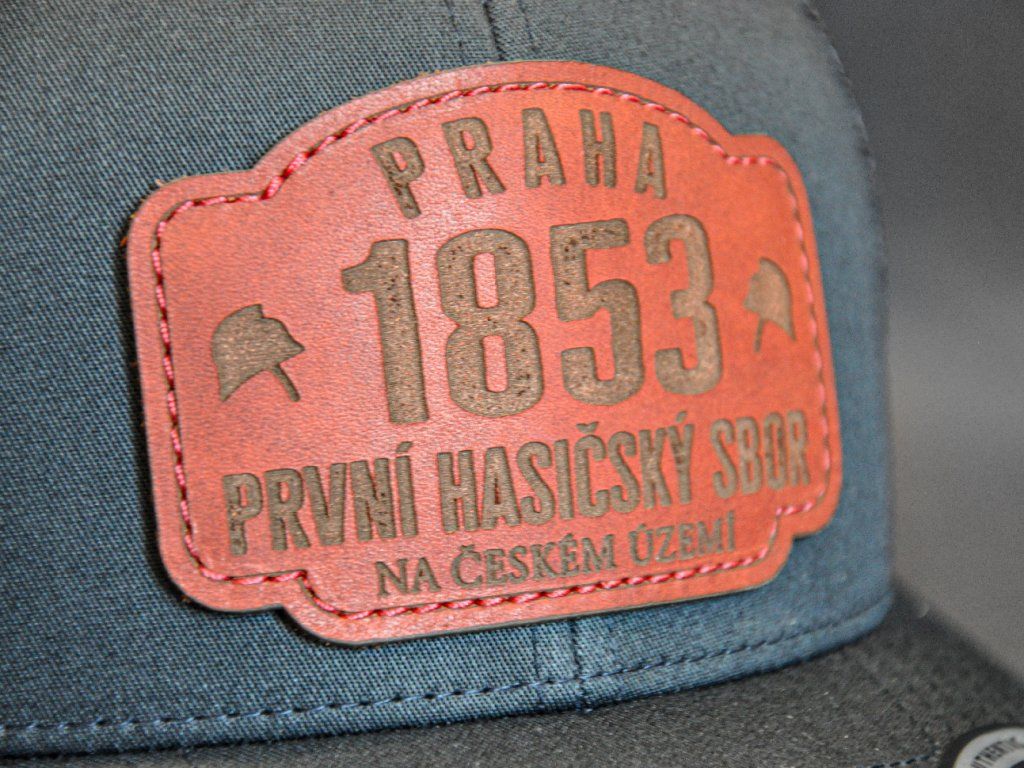 PRAHA
1853
PRVNÍ HASIČSKÝ SBOR
NA ČESKÉM ÚZEMÍ